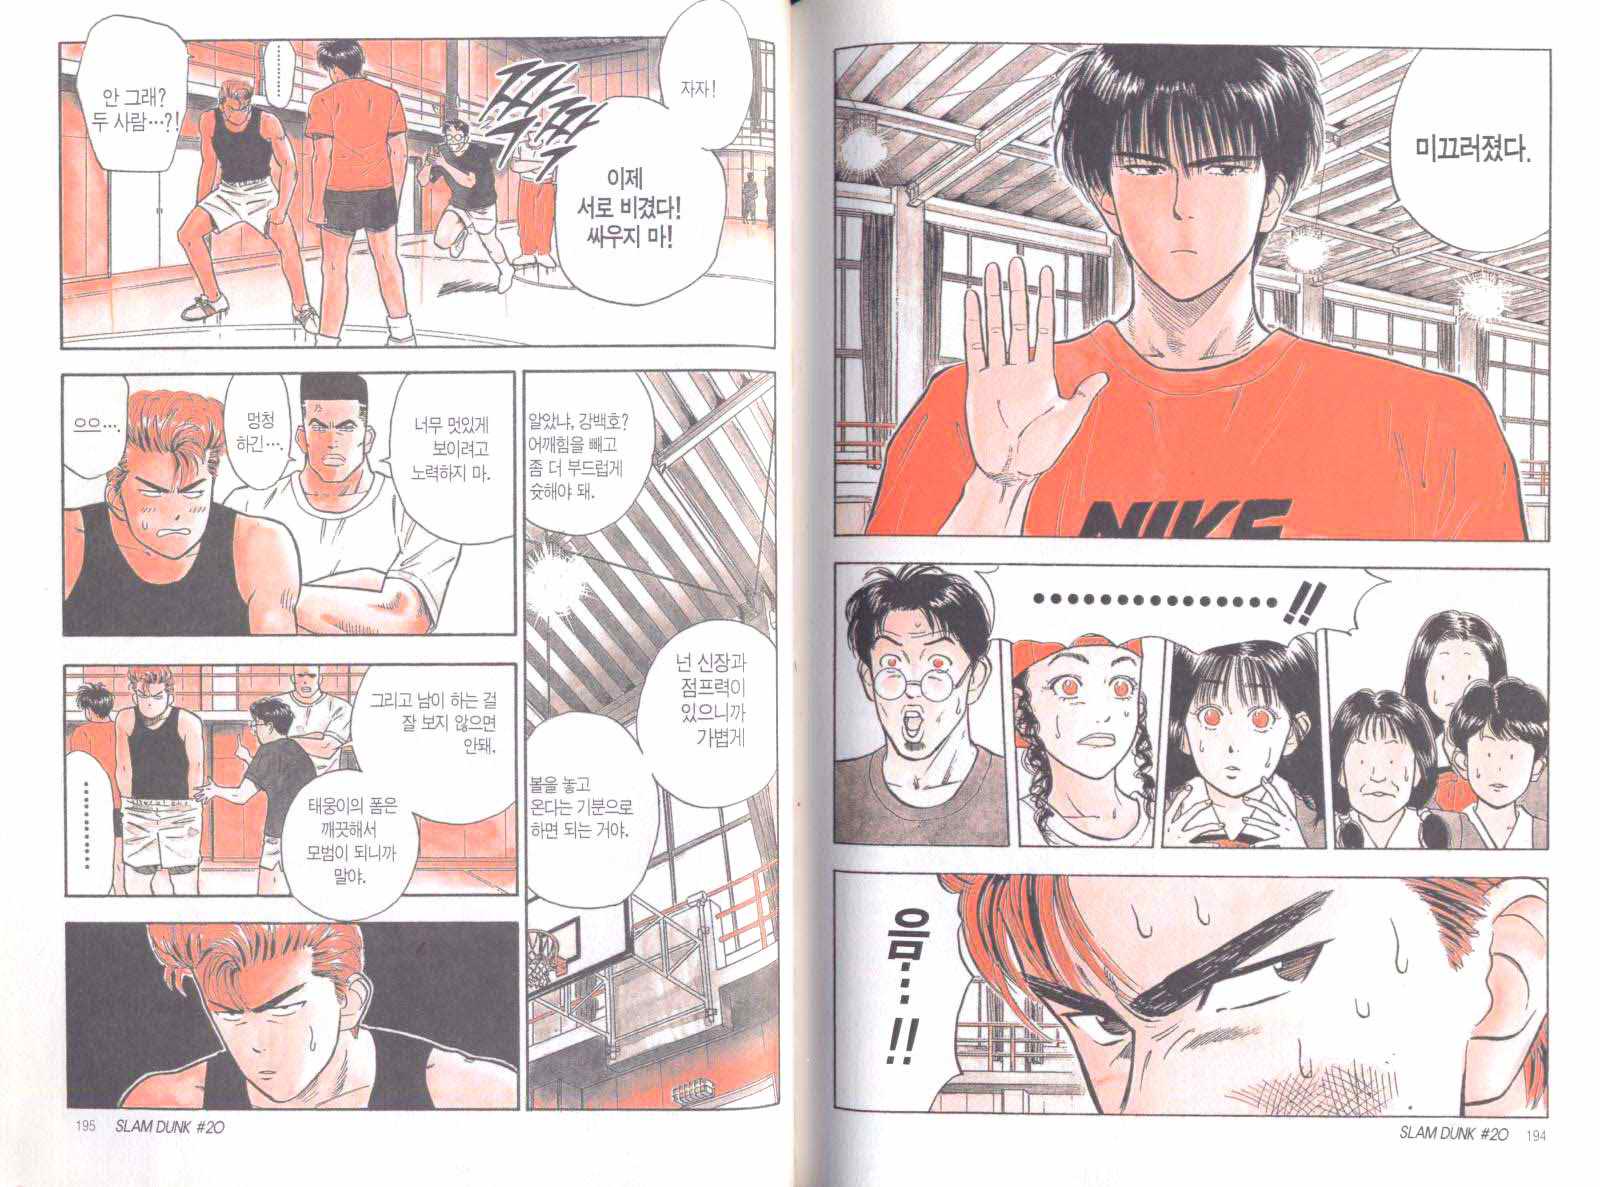 미끄러졌다.
NIKE
................!!
음…!!
SLAM DUNK #20
194
자자!
짝
짝
이제
서로 비겼다!
싸우지 마!
........
안 그래?
두 사람…?!
알았냐, 강백호?
어깨힘을 빼고
좀 더 부드럽게
슛해야 돼.
넌 신장과
점프력이
있으니까
가볍게
볼을 놓고
온다는 기분으로
하면 되는 거야.
너무 멋있게
보이려고
노력하지 마.
멍청
하긴….
으으….
그리고 남이 하는 걸
잘 보지 않으면
안돼.
태웅이의 폼은
깨끗해서
모범이 되니까
말야.
............
195
SLAM DUNK #20